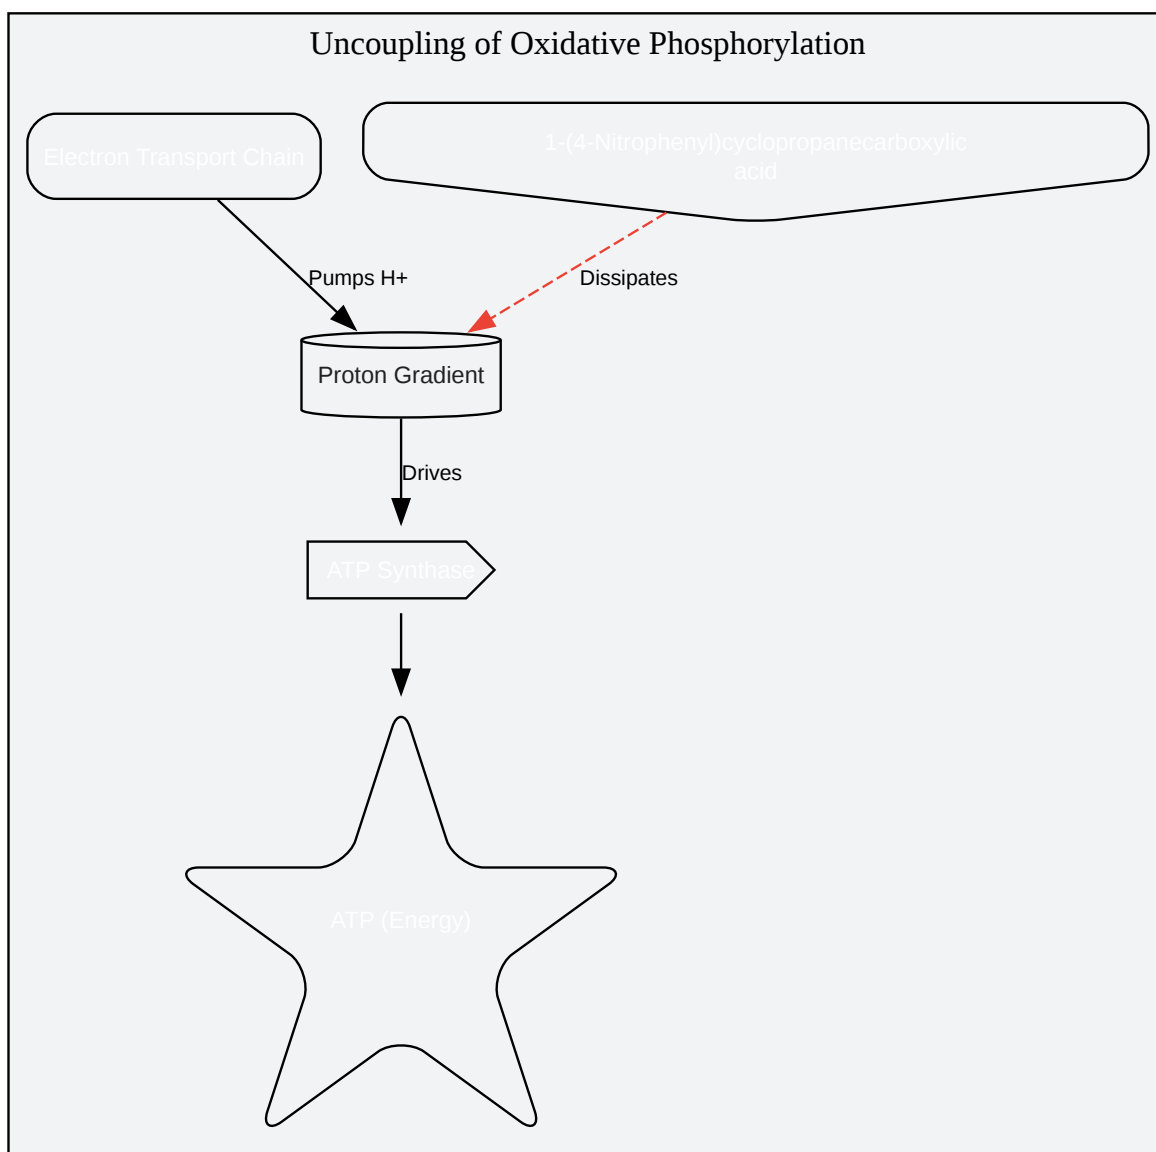 Uncoupling of Oxidative Phosphorylation
Electron Transport Chain
1-(4-Nitrophenyl)cyclopropanecarboxylic
acid
Pumps H+
Dissipates
Proton Gradient
Drives
ATP Synthase
ATP (Energy)